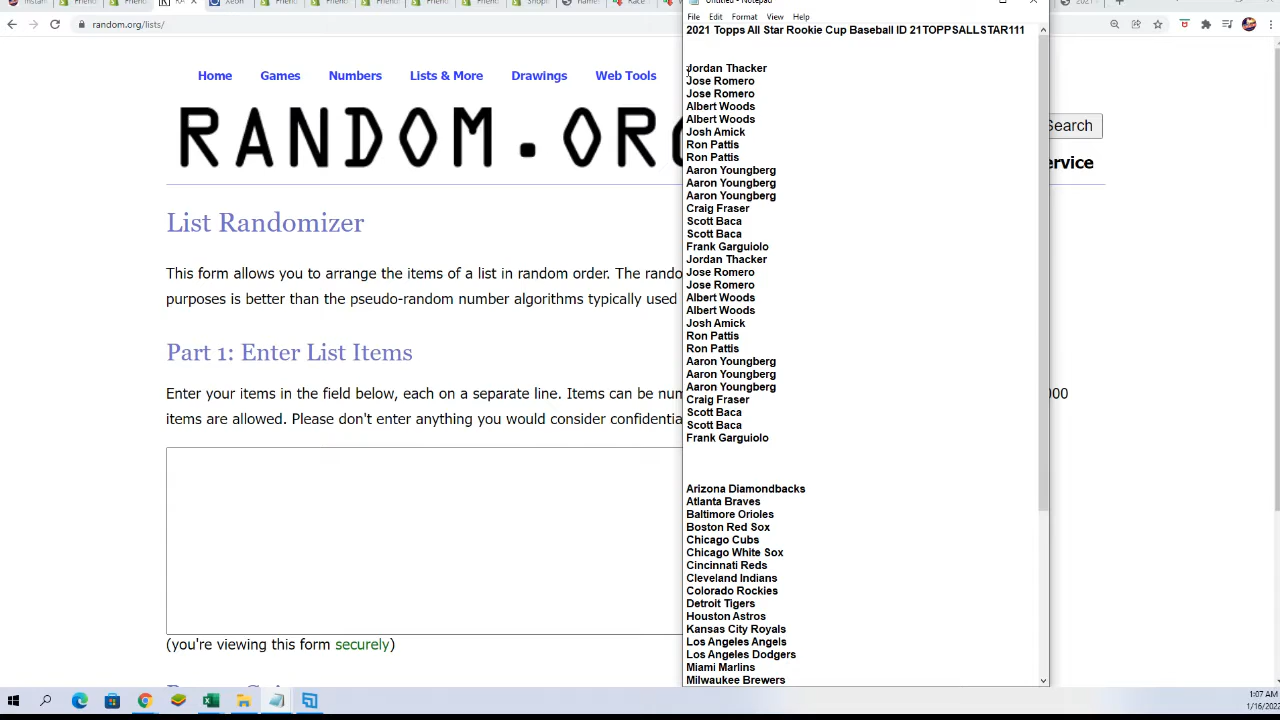 Untitled - Notepad
random.org/lists/
File Edit Format View Help
2021 Topps All Star Rookie Cup Baseball ID 21TOPPSALLSTAR111
Home Games Numbers Lists & More Drawings Web Tools
RANDOM.ORG
Search
List Randomizer
This form allows you to arrange the items of a list in random order. The
purposes is better than the pseudo-random number algorithms typically used
Part 1: Enter List Items
Enter your items in the field below, each on a separate line. Items can be
items are allowed. Please don't enter anything you would consider
(you're viewing this form securely)
Jordan Thacker
Jose Romero
Jose Romero
Albert Woods
Albert Woods
Josh Amick
Ron Pattis
Ron Pattis
Aaron Youngberg
Aaron Youngberg
Aaron Youngberg
Craig Fraser
Scott Baca
Scott Baca
Frank Garguiolo
Jordan Thacker
Jose Romero
Jose Romero
Albert Woods
Albert Woods
Josh Amick
Ron Pattis
Ron Pattis
Aaron Youngberg
Aaron Youngberg
Aaron Youngberg
Craig Fraser
Scott Baca
Scott Baca
Frank Garguiolo
Arizona Diamondbacks
Atlanta Braves
Baltimore Orioles
Boston Red Sox
Chicago Cubs
Chicago White Sox
Cincinnati Reds
Cleveland Indians
Colorado Rockies
Detroit Tigers
Houston Astros
Kansas City Royals
Los Angeles Angels
Los Angeles Dodgers
Miami Marlins
Milwaukee Brewers
1:07 AM